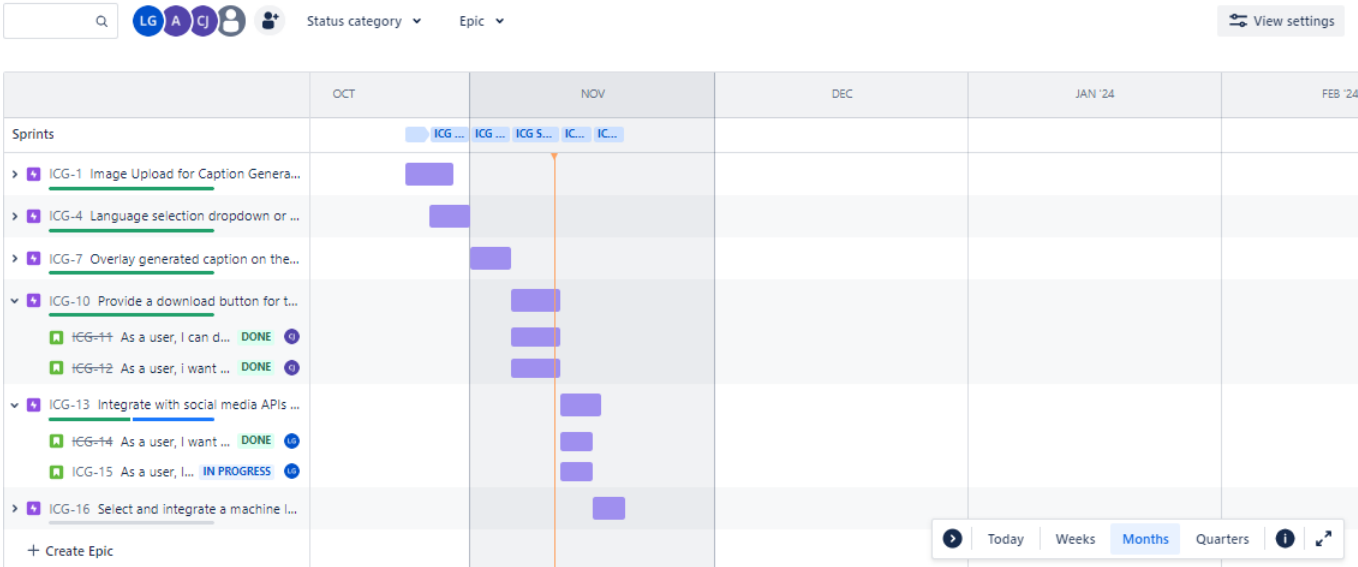 LG A CJ Status category Epic View settings
OCT NOV DEC JAN '24 FEB '24
Sprints ICG ... ICG ... ICG S... IC... IC...
ICG-1 Image Upload for Caption Genera...
ICG-4 Language selection dropdown or ...
ICG-7 Overlay generated caption on the...
ICG-10 Provide a download button for t...
ICG-11 As a user, I can d... DONE CJ
ICG-12 As a user, i want ... DONE CJ
ICG-13 Integrate with social media APIs ...
ICG-14 As a user, I want ... DONE LG
ICG-15 As a user, I... IN PROGRESS LG
ICG-16 Select and integrate a machine l...
+ Create Epic
Today Weeks Months Quarters